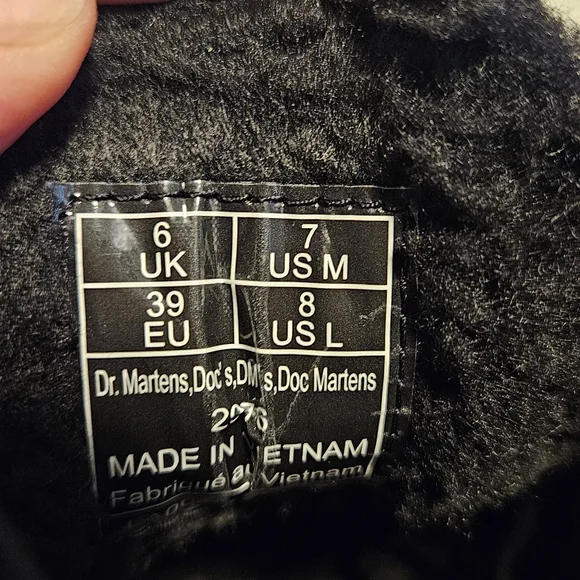 6 UK
7 US M
39 EU
8 US L
Dr. Martens,Doc's,DM's,Doc Martens
MADE IN VIETNAM
Fabriqué au Vietnam